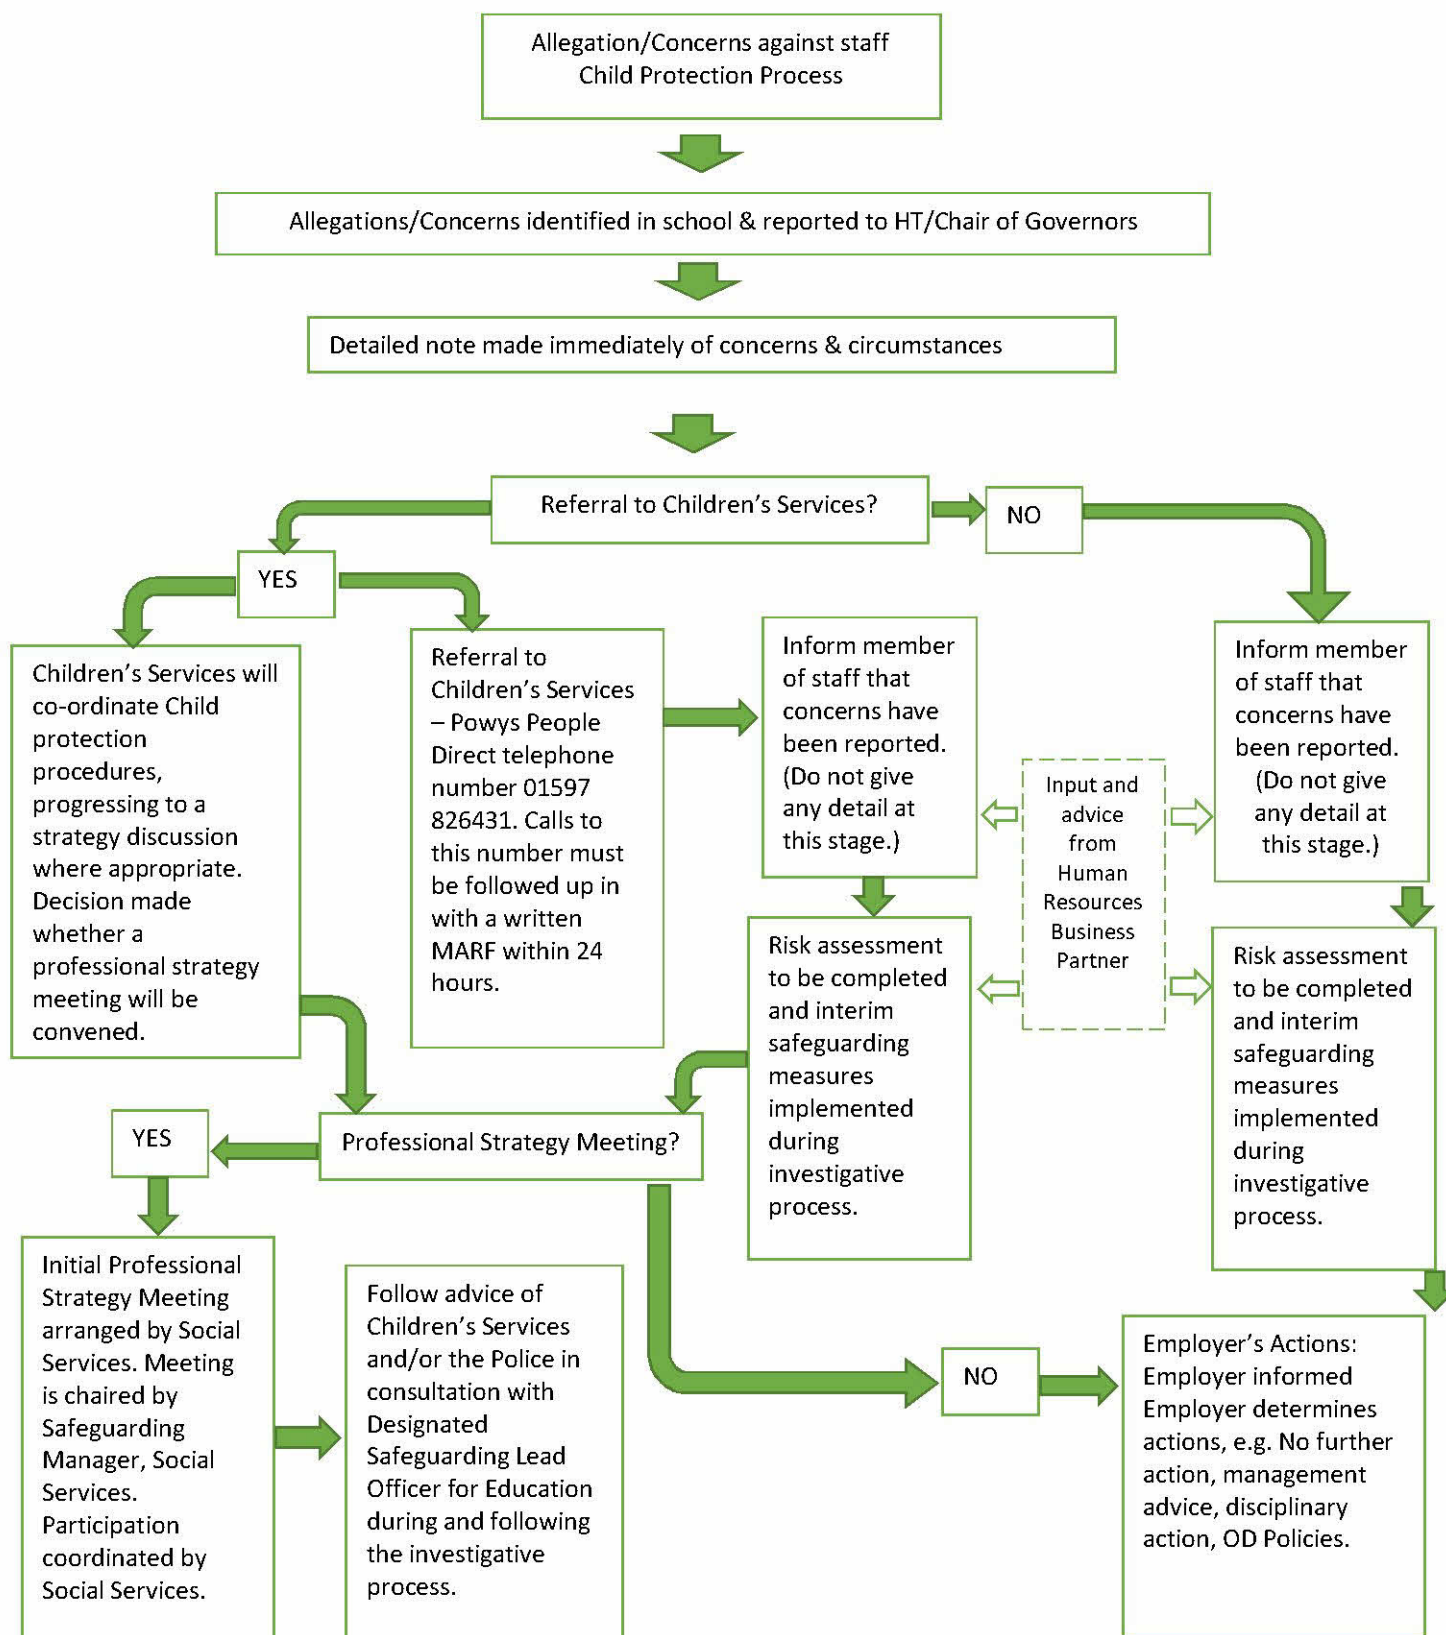 Allegation/Concerns against staff
Child Protection Process
Allegations/Concerns identified in school & reported to HT/Chair of Governors
Detailed note made immediately of concerns & circumstances
Referral to Children's Services?
NO
YES
Children's Services will
co-ordinate Child
protection
procedures,
progressing to a
strategy discussion
where appropriate.
Decision made
whether a
professional strategy
meeting will be
convened.
Referral to
Children's Services
– Powys People
Direct telephone
number 01597
826431. Calls to
this number must
be followed up in
with a written
MARF within 24
hours.
Inform member
of staff that
concerns have
been reported.
(Do not give
any detail at
this stage.)
Input and
advice
from
Human
Resources
Business
Partner
Inform member
of staff that
concerns have
been reported.
(Do not give
any detail at
this stage.)
Risk assessment
to be completed
and interim
safeguarding
measures
implemented
during
investigative
process.
Risk assessment
to be completed
and interim
safeguarding
measures
implemented
during
investigative
process.
Professional Strategy Meeting?
YES
Initial Professional
Strategy Meeting
arranged by Social
Services. Meeting
is chaired by
Safeguarding
Manager, Social
Services.
Participation
coordinated by
Social Services.
Follow advice of
Children's Services
and/or the Police in
consultation with
Designated
Safeguarding Lead
Officer for Education
during and following
the investigative
process.
NO
Employer's Actions:
Employer informed
Employer determines
actions, e.g. No further
action, management
advice, disciplinary
action, OD Policies.